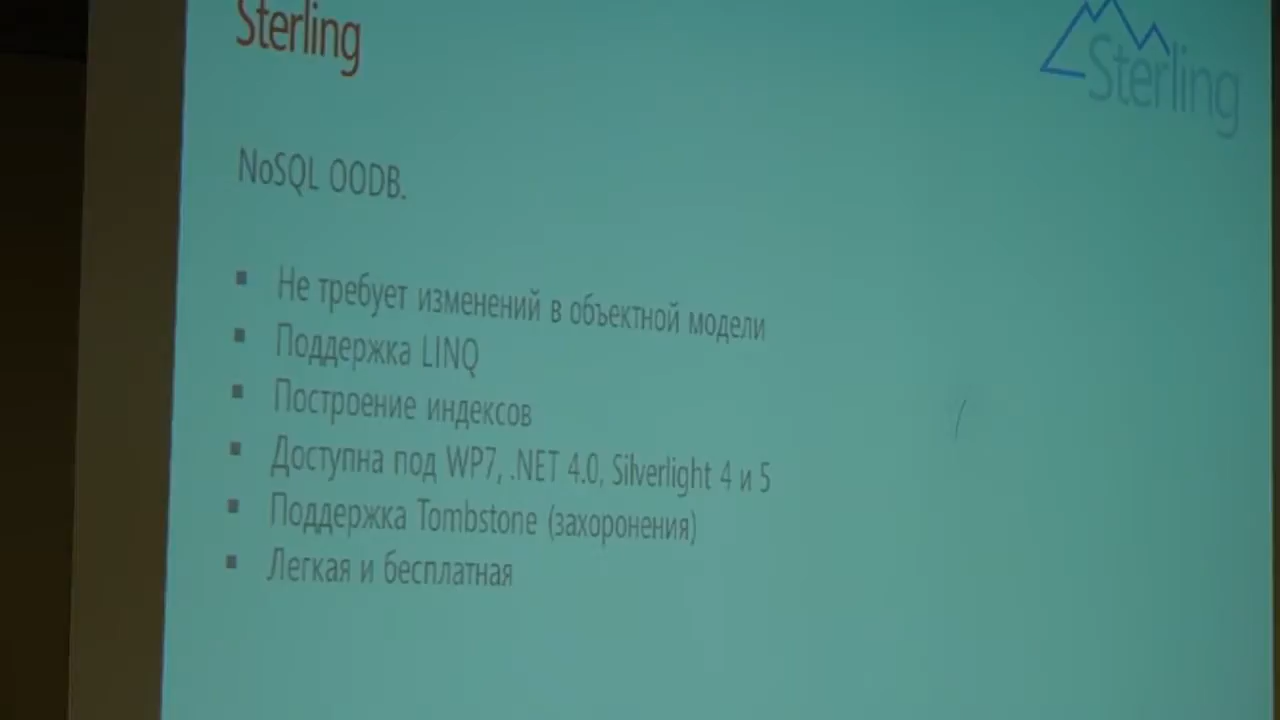 Sterling
Sterling
NoSQL OODB.
Не требует изменений в объектной модели
Поддержка LINQ
Построение индексов
Доступна под WP7, .NET 4.0, Silverlight 4 и 5
Поддержка Tombstone (захоронения)
Легкая и бесплатная